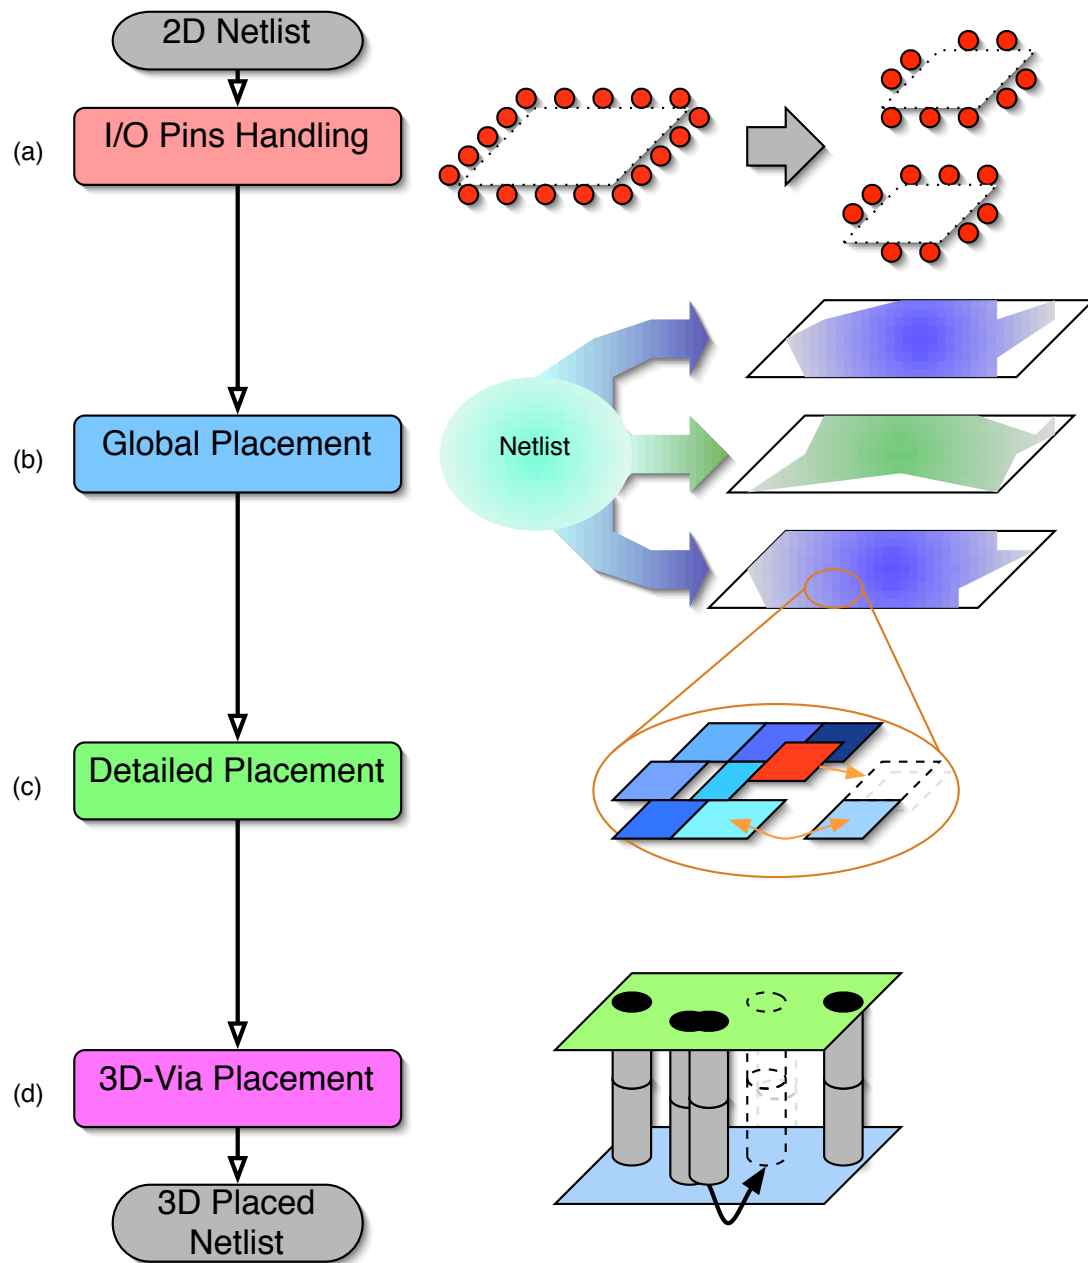 2D Netlist
(a)
I/O Pins Handling
(b)
Global Placement
Netlist
(c)
Detailed Placement
(d)
3D-Via Placement
3D Placed
Netlist